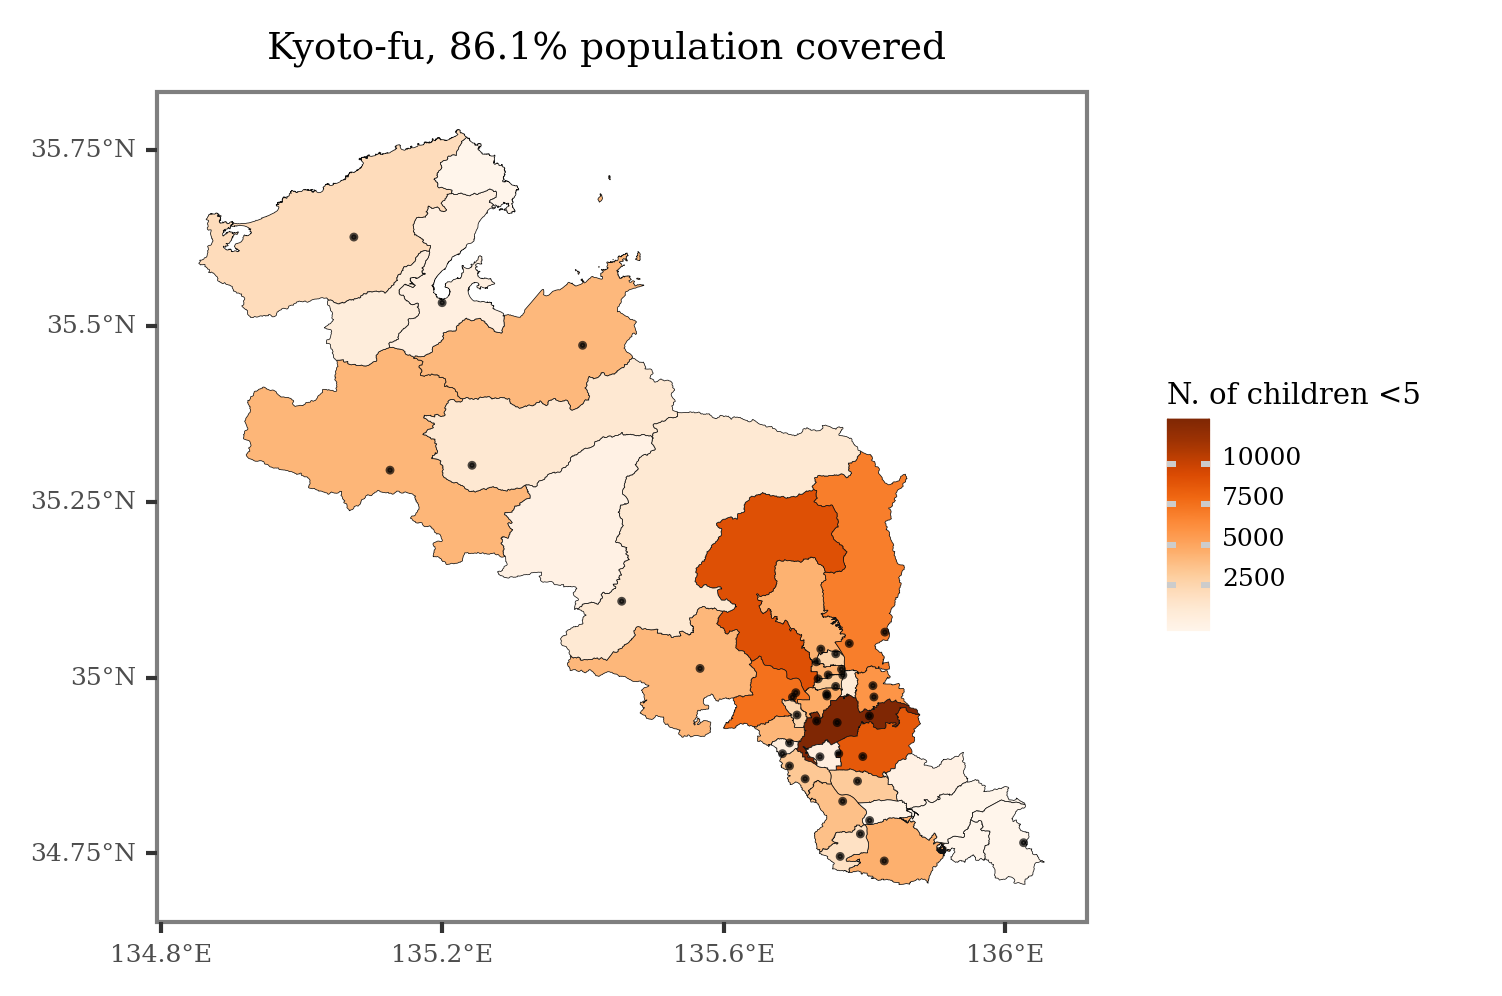 Kyoto-fu, 86.1% population covered
35.75°N
35.5°N
35.25°N
35°N
34.75°N
134.8°E
135.2°E
135.6°E
136°E
N. of children <5
10000
7500
5000
2500